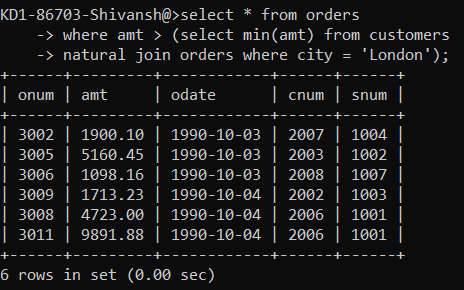 KD1-86703-Shivansh@>select * from orders
    -> where amt > (select min(amt) from customers
    -> natural join orders where city = 'London');
+------+---------+------------+------+------+
| onum | amt     | odate      | cnum | snum |
+------+---------+------------+------+------+
| 3002 | 1900.10 | 1990-10-03 | 2007 | 1004 |
| 3005 | 5160.45 | 1990-10-03 | 2003 | 1002 |
| 3006 | 1098.16 | 1990-10-03 | 2008 | 1007 |
| 3009 | 1713.23 | 1990-10-04 | 2002 | 1003 |
| 3008 | 4723.00 | 1990-10-04 | 2006 | 1001 |
| 3011 | 9891.88 | 1990-10-04 | 2006 | 1001 |
+------+---------+------------+------+------+
6 rows in set (0.00 sec)